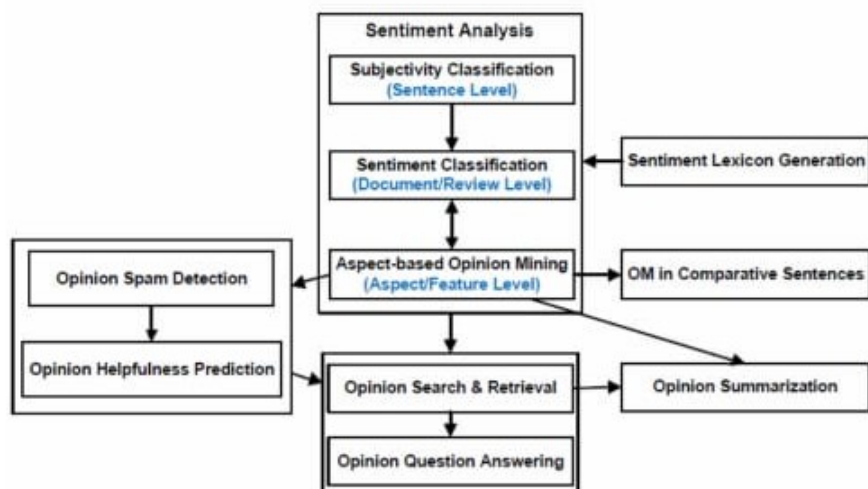 Sentiment Analysis
Subjectivity Classification
(Sentence Level)
Sentiment Classification
(Document/Review Level)
Sentiment Lexicon Generation
Aspect-based Opinion Mining
(Aspect/Feature Level)
OM in Comparative Sentences
Opinion Spam Detection
Opinion Helpfulness Prediction
Opinion Search & Retrieval
Opinion Summarization
Opinion Question Answering